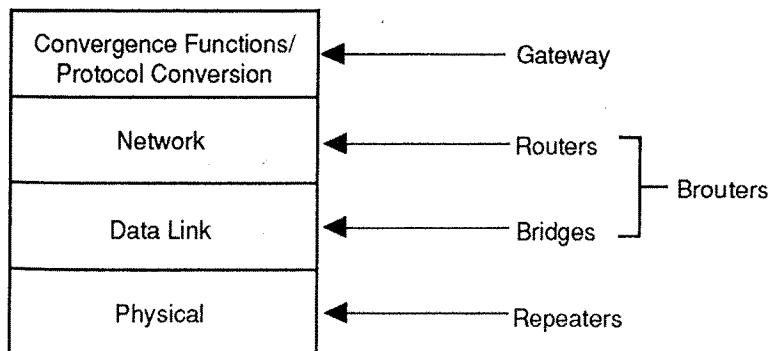 Convergence Functions/
Protocol Conversion
Gateway
Network
Routers
Brouters
Data Link
Bridges
Physical
Repeaters